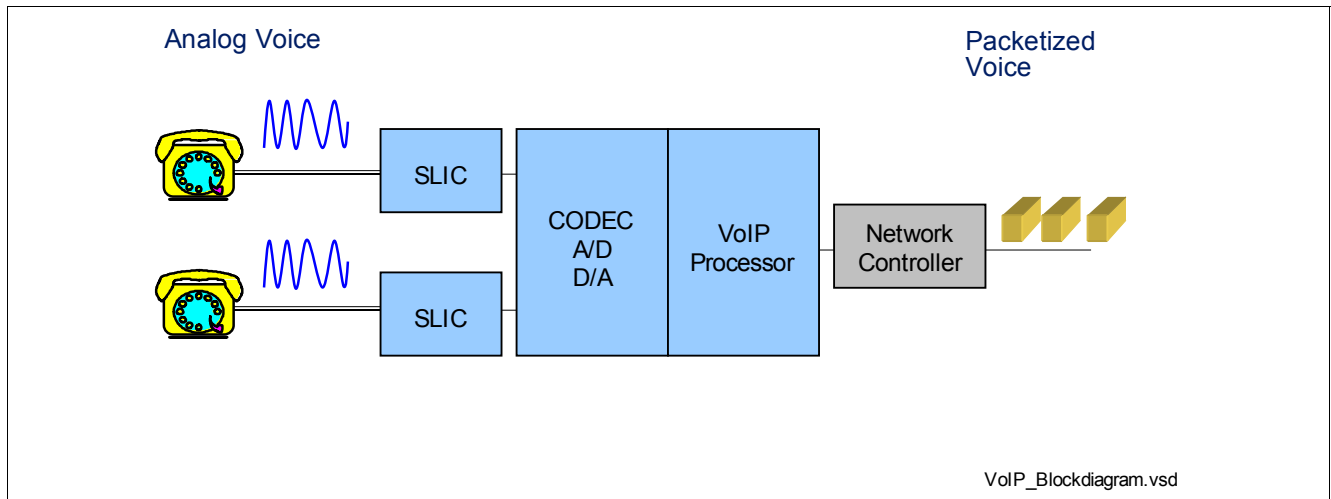 Analog Voice
Packetized
Voice
SLIC
SLIC
CODEC
A/D
D/A
VoIP
Processor
Network
Controller
VoIP_Blockdiagram.vsd